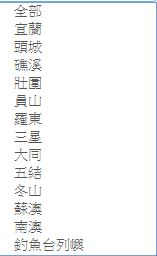 全部
宜蘭
頭城
礁溪
壯圍
員山
羅東
三星
大同
五結
冬山
蘇澳
南澳
釣魚台列嶼